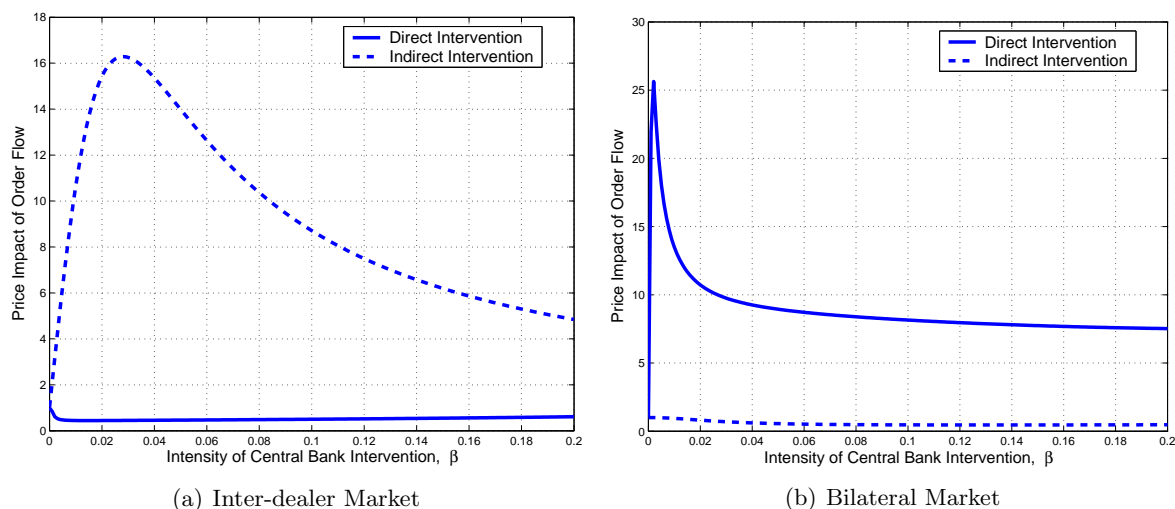 18
16
14
12
10
8
6
4
2
0
Price Impact of Order Flow
Direct Intervention
Indirect Intervention
0 0.02 0.04 0.06 0.08 0.1 0.12 0.14 0.16 0.18 0.2
Intensity of Central Bank Intervention, β
(a) Inter-dealer Market
30
25
20
15
10
5
0
Price Impact of Order Flow
Direct Intervention
Indirect Intervention
0 0.02 0.04 0.06 0.08 0.1 0.12 0.14 0.16 0.18 0.2
Intensity of Central Bank Intervention, β
(b) Bilateral Market